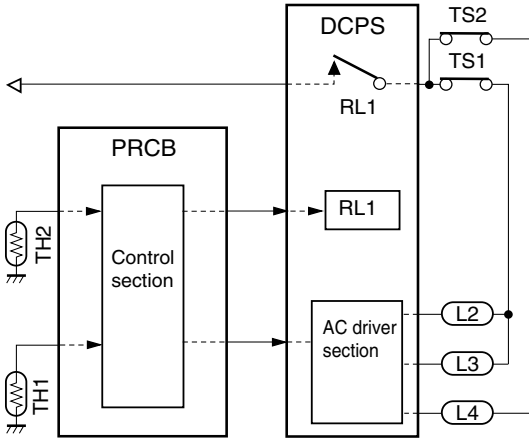 TS2
DCPS
TS1
RL1
PRCB
RL1
TH2
Control
section
L2
AC driver
section
L3
TH1
L4